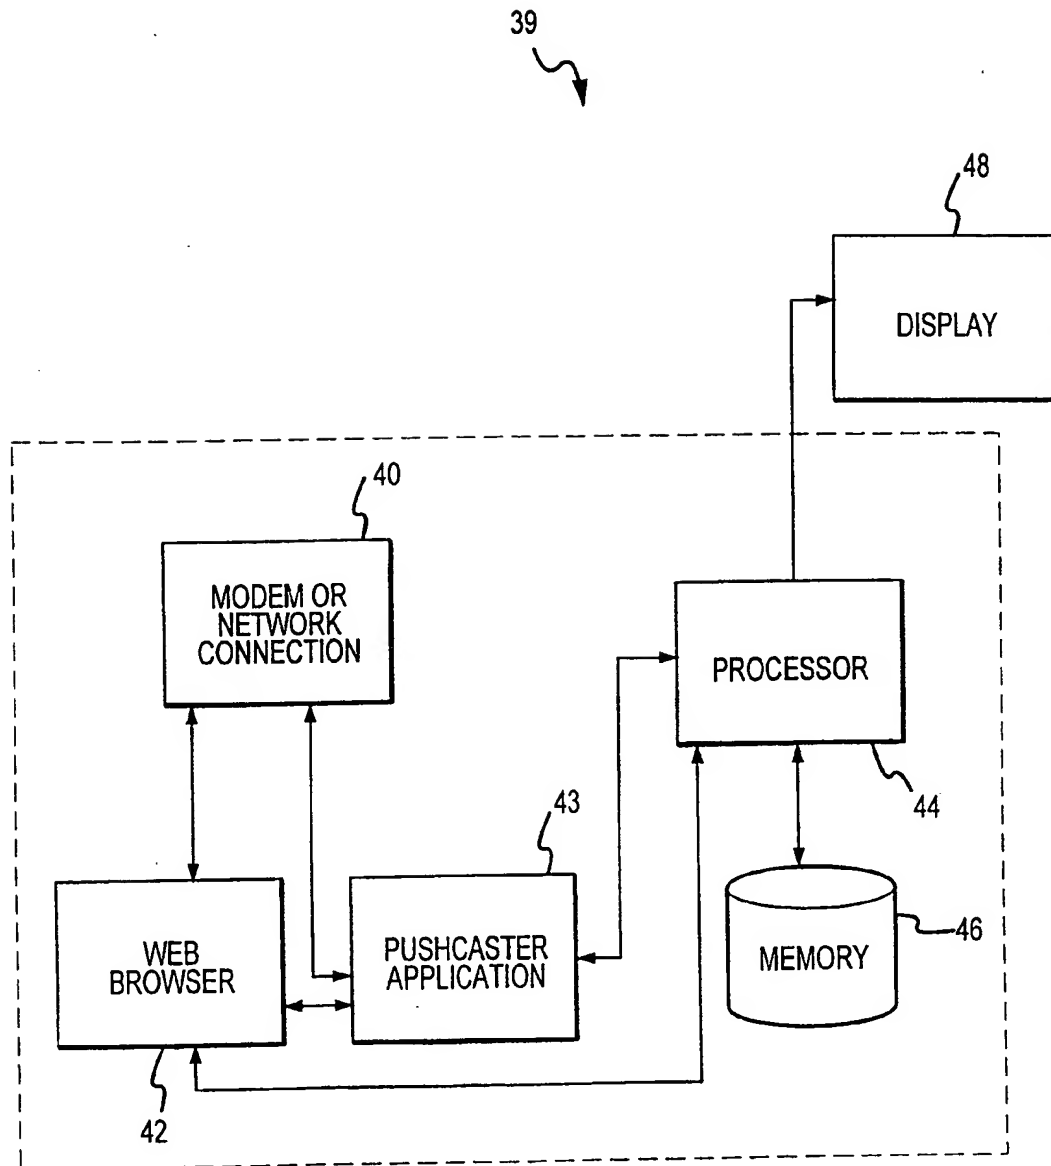 39
48
DISPLAY
40
MODEM OR
NETWORK
CONNECTION
PROCESSOR
44
43
WEB
BROWSER
PUSHCASTER
APPLICATION
MEMORY
46
42